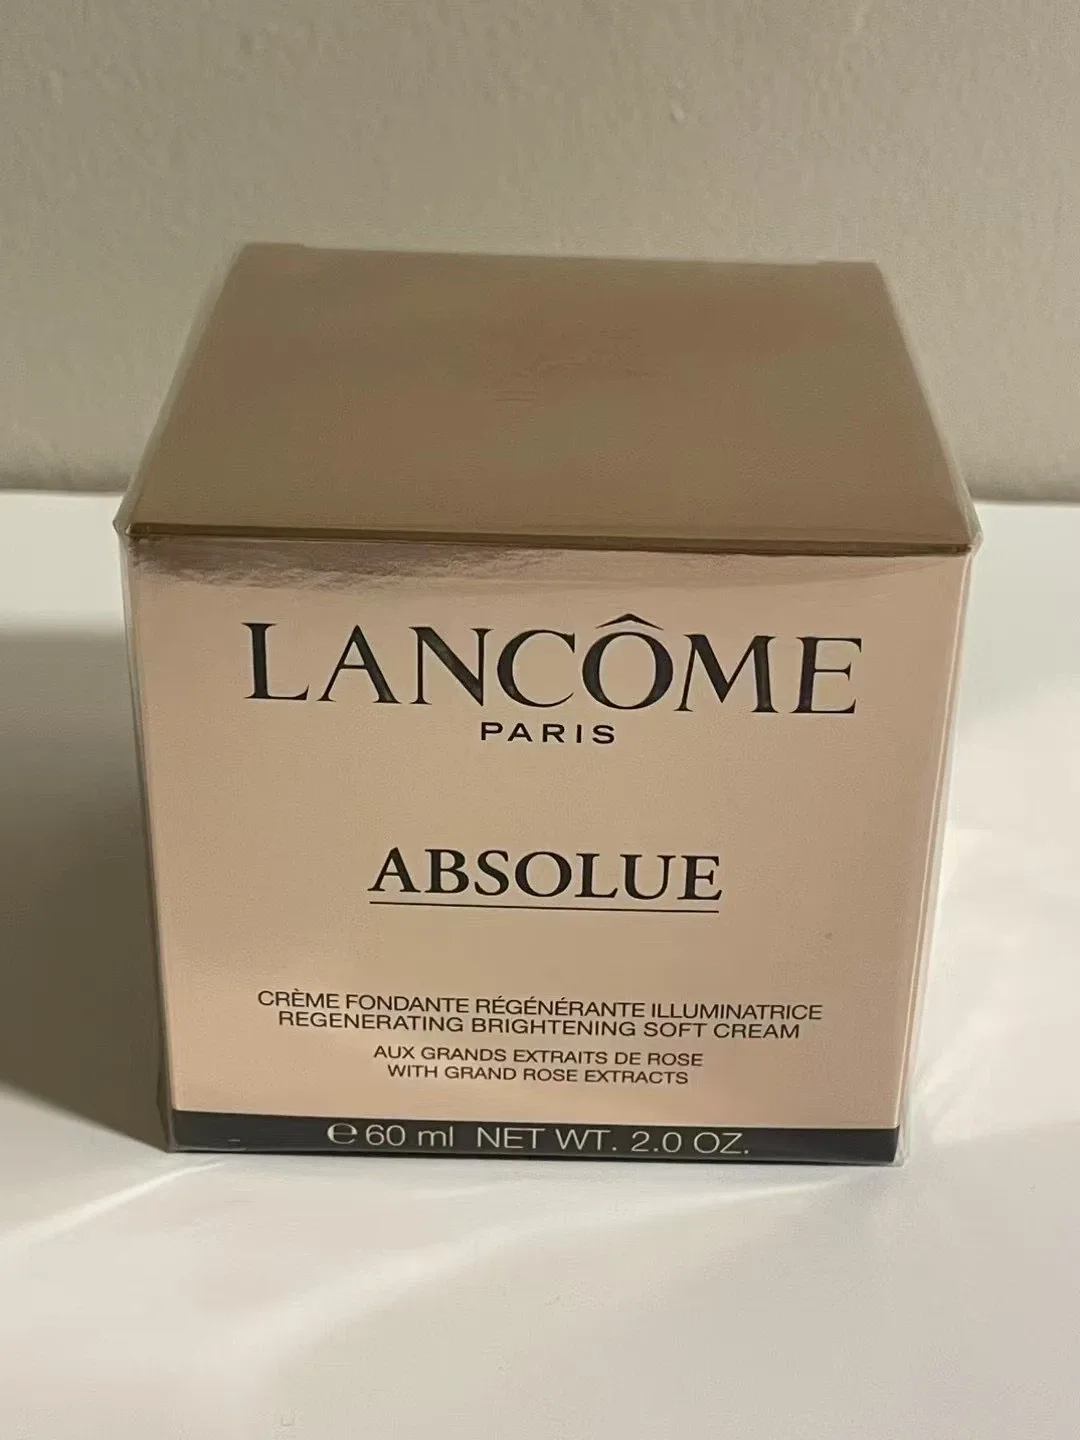 LANCÔME
PARIS
ABSOLUE
CRÈME FONDANTE RÉGÉNÉRANTE ILLUMINATRICE
REGENERATING BRIGHTENING SOFT CREAM
AUX GRANDS EXTRAITS DE ROSE
WITH GRAND ROSE EXTRACTS
℮ 60 ml NET WT. 2.0 OZ.